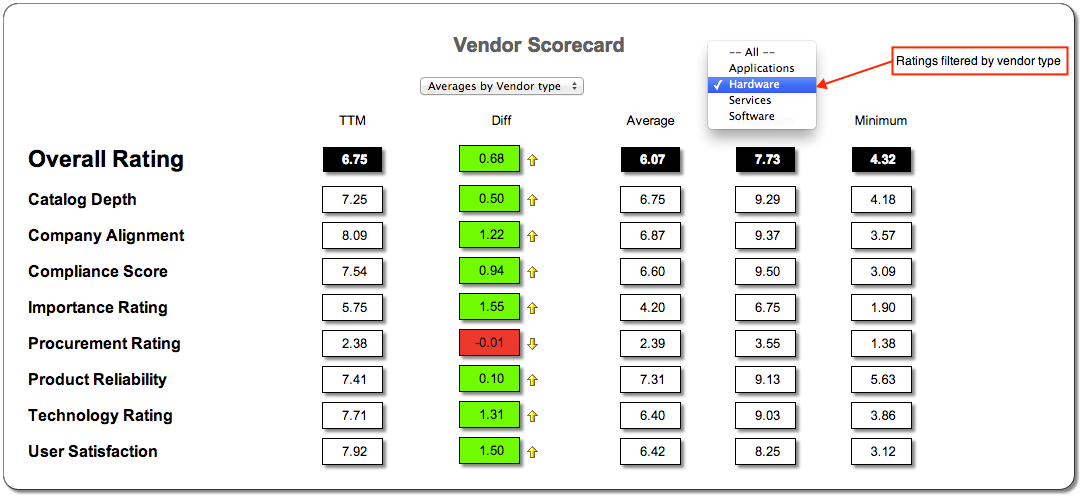 Vendor Scorecard
-- All --
Applications
✓ Hardware
Services
Software
Ratings filtered by vendor type
Averages by Vendor type
TTM Diff Average Minimum
Overall Rating 6.75 0.68 6.07 7.73 4.32
Catalog Depth 7.25 0.50 6.75 9.29 4.18
Company Alignment 8.09 1.22 6.87 9.37 3.57
Compliance Score 7.54 0.94 6.60 9.50 3.09
Importance Rating 5.75 1.55 4.20 6.75 1.90
Procurement Rating 2.38 -0.01 2.39 3.55 1.38
Product Reliability 7.41 0.10 7.31 9.13 5.63
Technology Rating 7.71 1.31 6.40 9.03 3.86
User Satisfaction 7.92 1.50 6.42 8.25 3.12